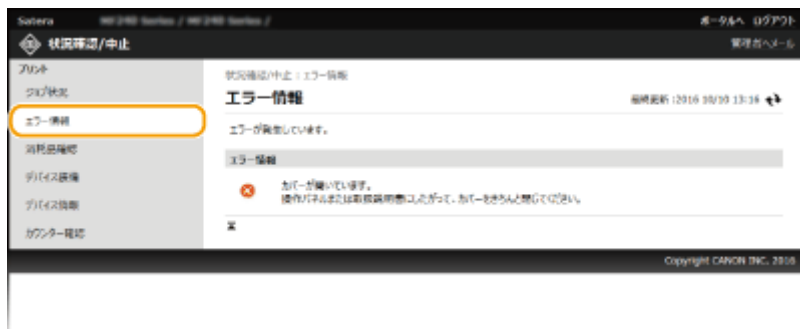 Satera MF240 Series / MF240 Series /
ポータルへ ログアウト
状況確認/中止
管理者へメール
プリント
ジョブ状況
エラー情報
消耗品確認
デバイス装備
デバイス情報
カウンター確認
状況確認/中止 : エラー情報
エラー情報
最終更新 :2016 10/10 13:16
エラーが発生しています。
エラー情報
カバーが開いています。
操作パネルまたは取扱説明書にしたがって、カバーをきちんと閉じてください。
Copyright CANON INC. 2016